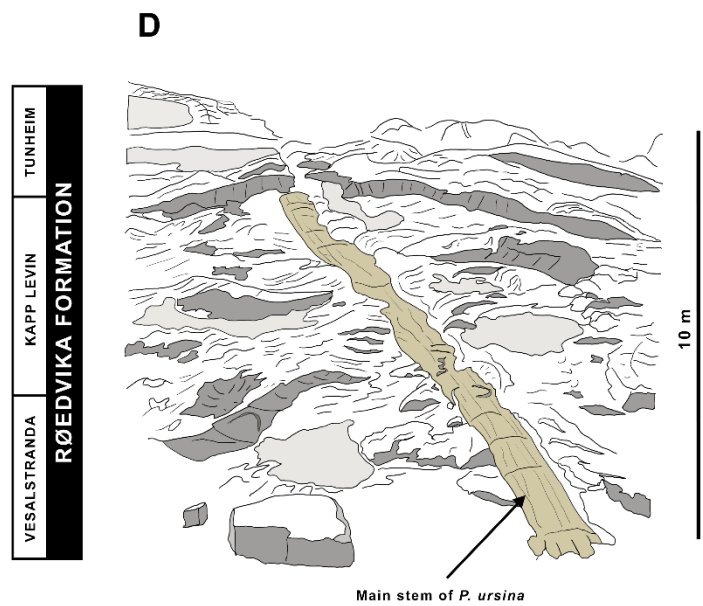 D
TUNHEIM
KAPP LEVIN
VESALSTRANDA
RØEDVIKA FORMATION
10 m
Main stem of P. ursina